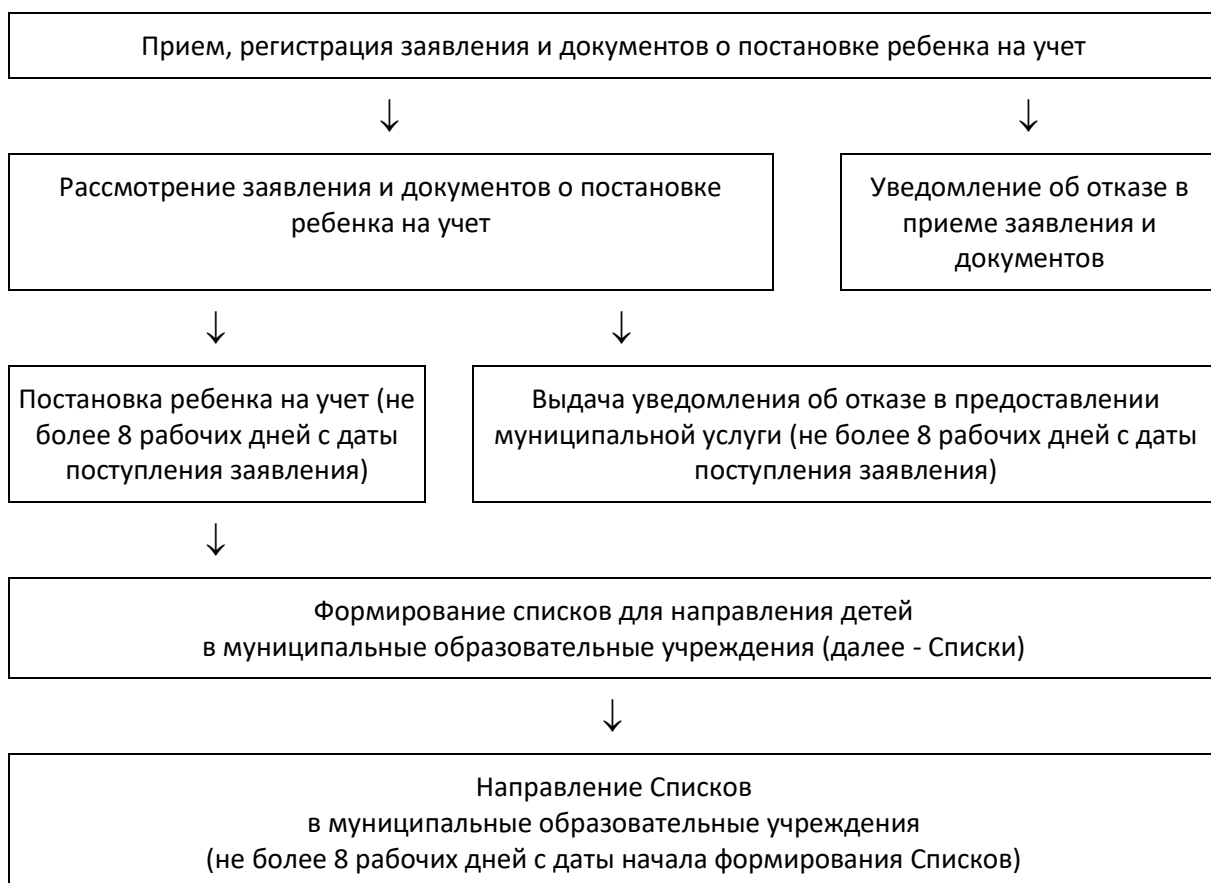 Прием, регистрация заявления и документов о постановке ребенка на учет
↓
↓
Рассмотрение заявления и документов о постановке
ребенка на учет
Уведомление об отказе в
приеме заявления и
документов
↓
↓
Постановка ребенка на учет (не
более 8 рабочих дней с даты
поступления заявления)
Выдача уведомления об отказе в предоставлении
муниципальной услуги (не более 8 рабочих дней с даты
поступления заявления)
↓
Формирование списков для направления детей
в муниципальные образовательные учреждения (далее - Списки)
↓
Направление Списков
в муниципальные образовательные учреждения
(не более 8 рабочих дней с даты начала формирования Списков)